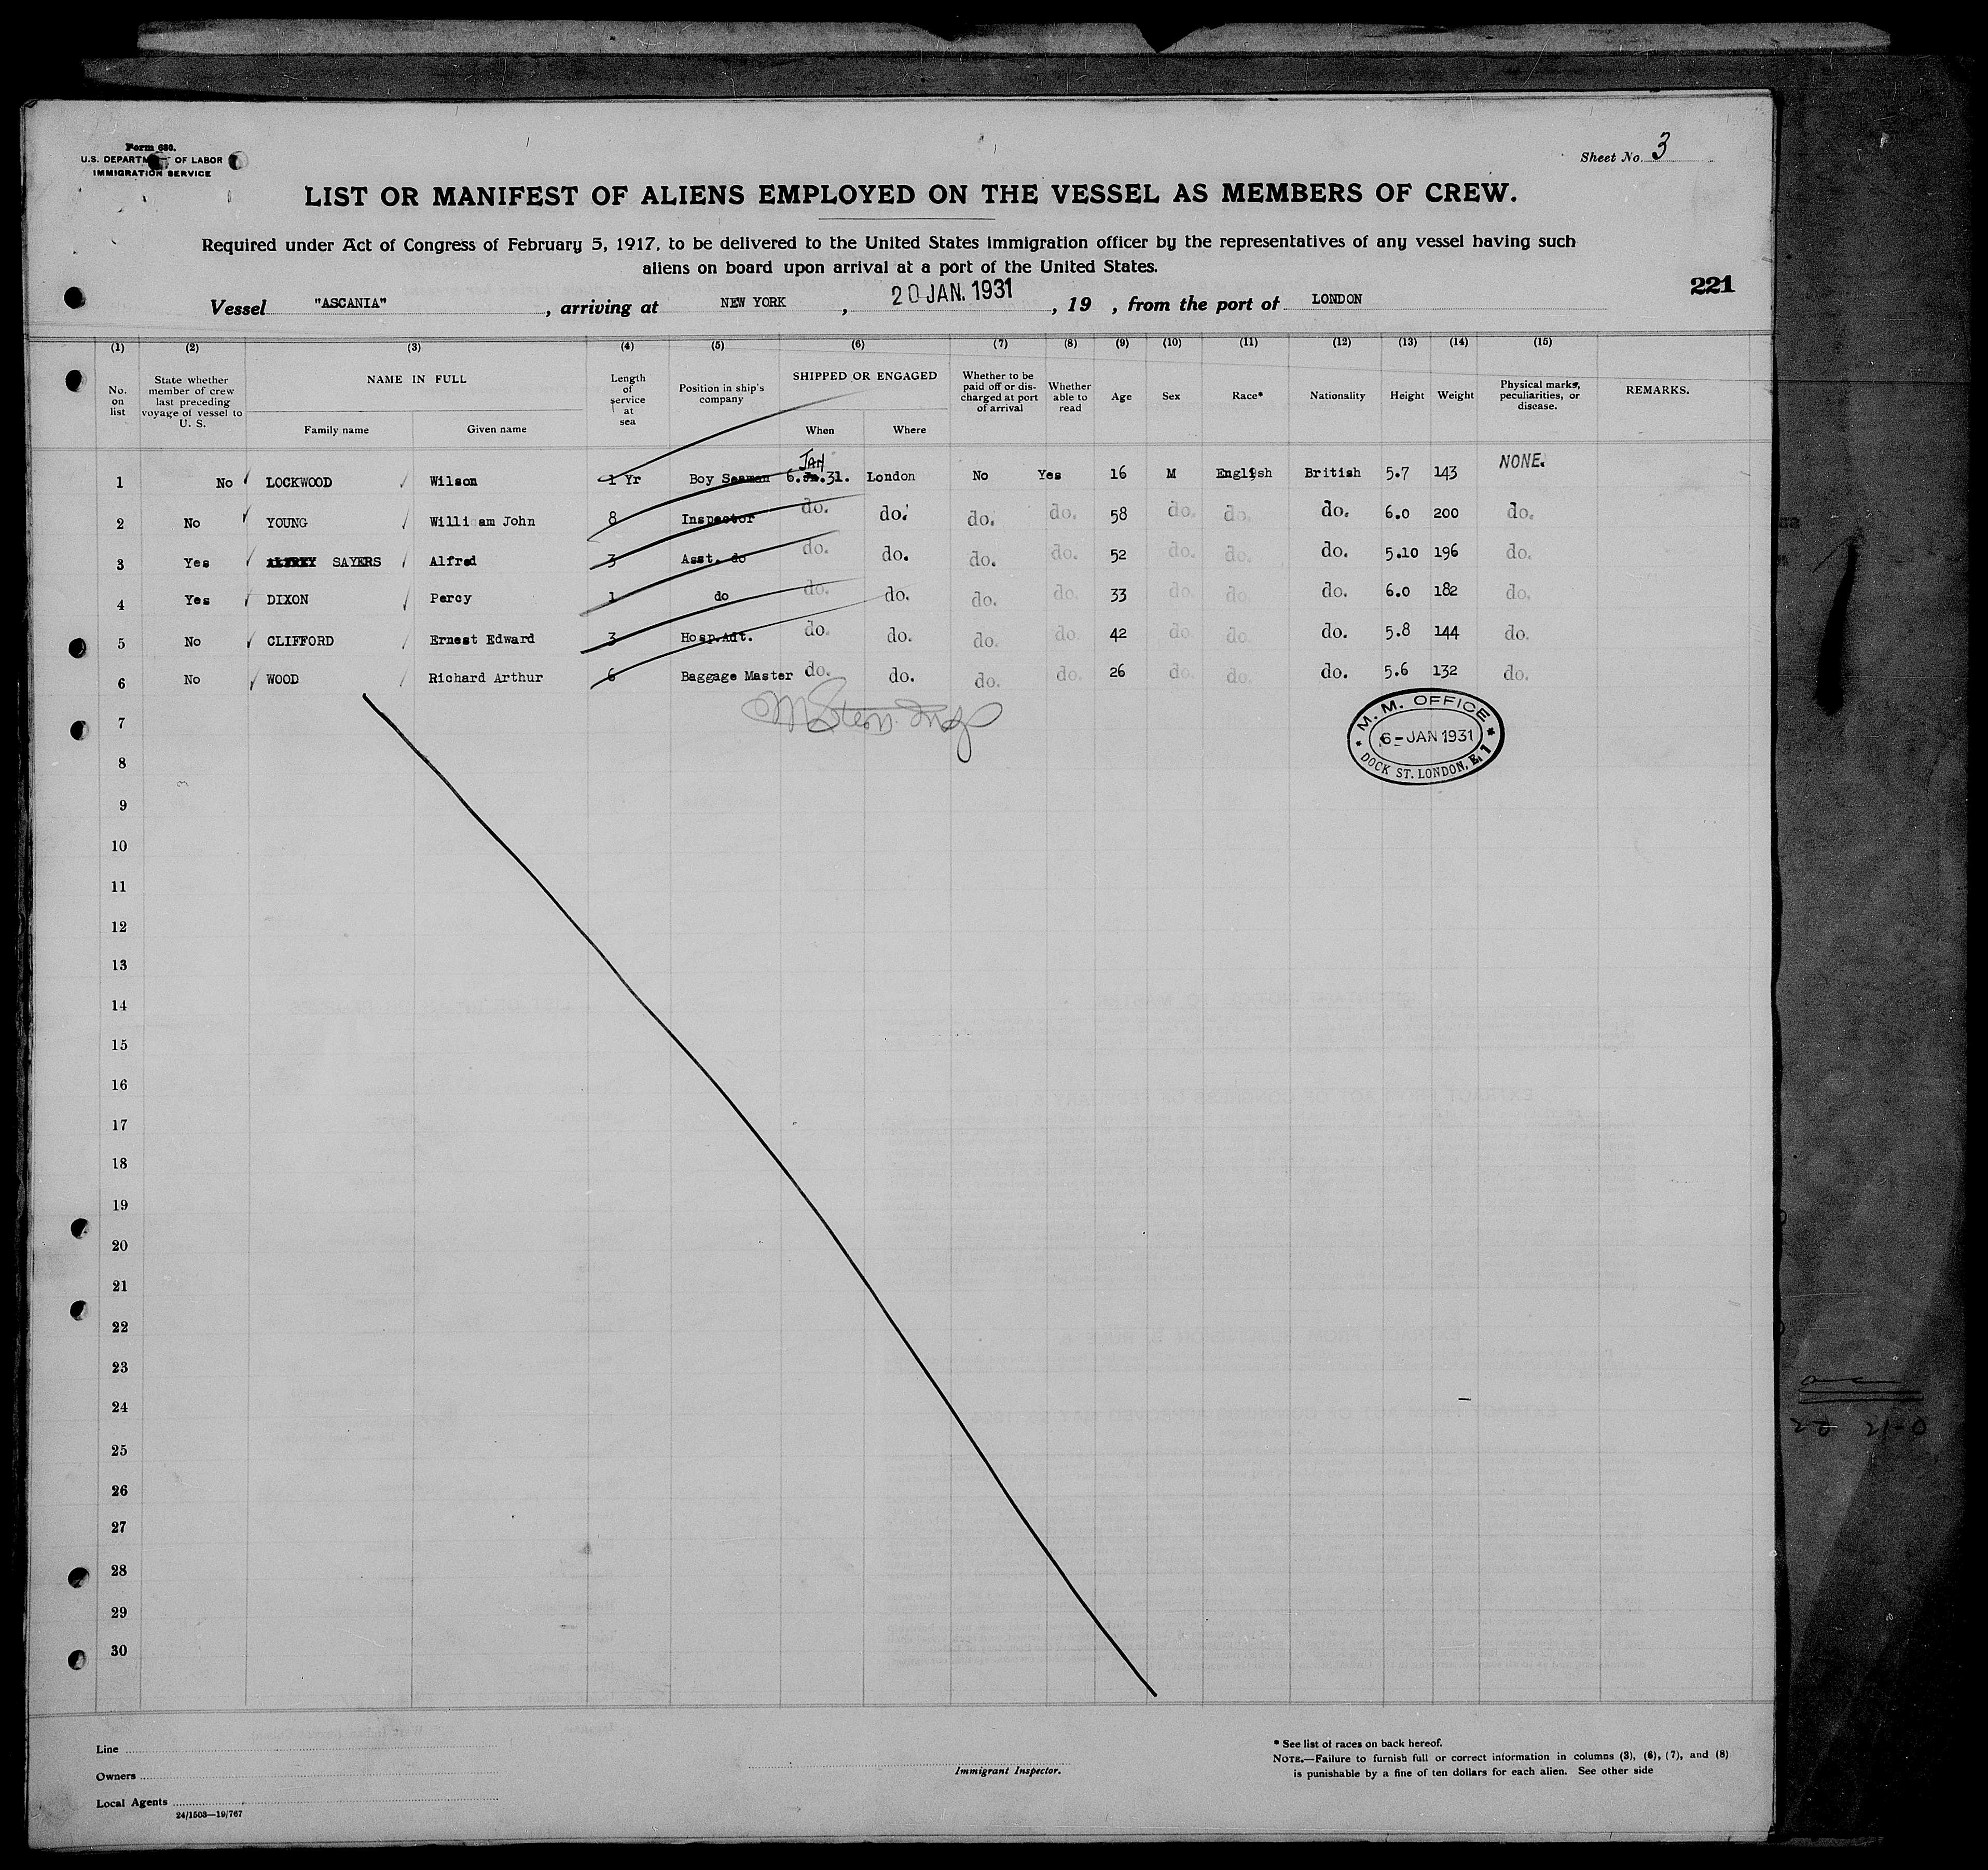 Form 680.
U.S. DEPARTMENT OF LABOR
IMMIGRATION SERVICE
Sheet No. 3
LIST OR MANIFEST OF ALIENS EMPLOYED ON THE VESSEL AS MEMBERS OF CREW.
Required under Act of Congress of February 5, 1917, to be delivered to the United States immigration officer by the representatives of any vessel having such
aliens on board upon arrival at a port of the United States.
221
Vessel "ASCANIA", arriving at NEW YORK, 20 JAN. 1931, 19 , from the port of LONDON
(1) (2) (3) (4) (5) (6) (7) (8) (9) (10) (11) (12) (13) (14) (15)
No. on list
State whether member of crew last preceding voyage of vessel to U. S.
NAME IN FULL
Family name
Given name
Length of service at sea
Position in ship's company
SHIPPED OR ENGAGED
When
Where
Whether to be paid off or discharged at port of arrival
Whether able to read
Age
Sex
Race*
Nationality
Height
Weight
Physical marks, peculiarities, or disease.
REMARKS.
JAN
1 No LOCKWOOD Wilson 1 Yr Boy Seaman 6. 31. London No Yes 16 M English British 5.7 143 NONE.
2 No YOUNG Willi am John 8 Inspector do. do. do. do. 58 do. do. do. 6.0 200 do.
3 Yes SAYERS Alfred 3 Asst. do do. do. do. do. 52 do. do. do. 5.10 196 do.
4 Yes DIXON Percy 1 do do. do. do. do. 33 do. do. do. 6.0 182 do.
5 No CLIFFORD Ernest Edward 3 Hosp.Adt. do. do. do. do. 42 do. do. do. 5.8 144 do.
6 No WOOD Richard Arthur 6 Baggage Master do. do. do. do. 26 do. do. do. 5.6 132 do.
M. M. OFFICE
6 - JAN 1931
DOCK ST. LONDON, E. 1
7
8
9
10
11
12
13
14
15
16
17
18
19
20
21
22
23
24
25
26
27
28
29
30
Line
Owners
Local Agents
24/1503—19/767
Immigrant Inspector.
* See list of races on back hereof.
NOTE.—Failure to furnish full or correct information in columns (3), (6), (7), and (8)
is punishable by a fine of ten dollars for each alien. See other side